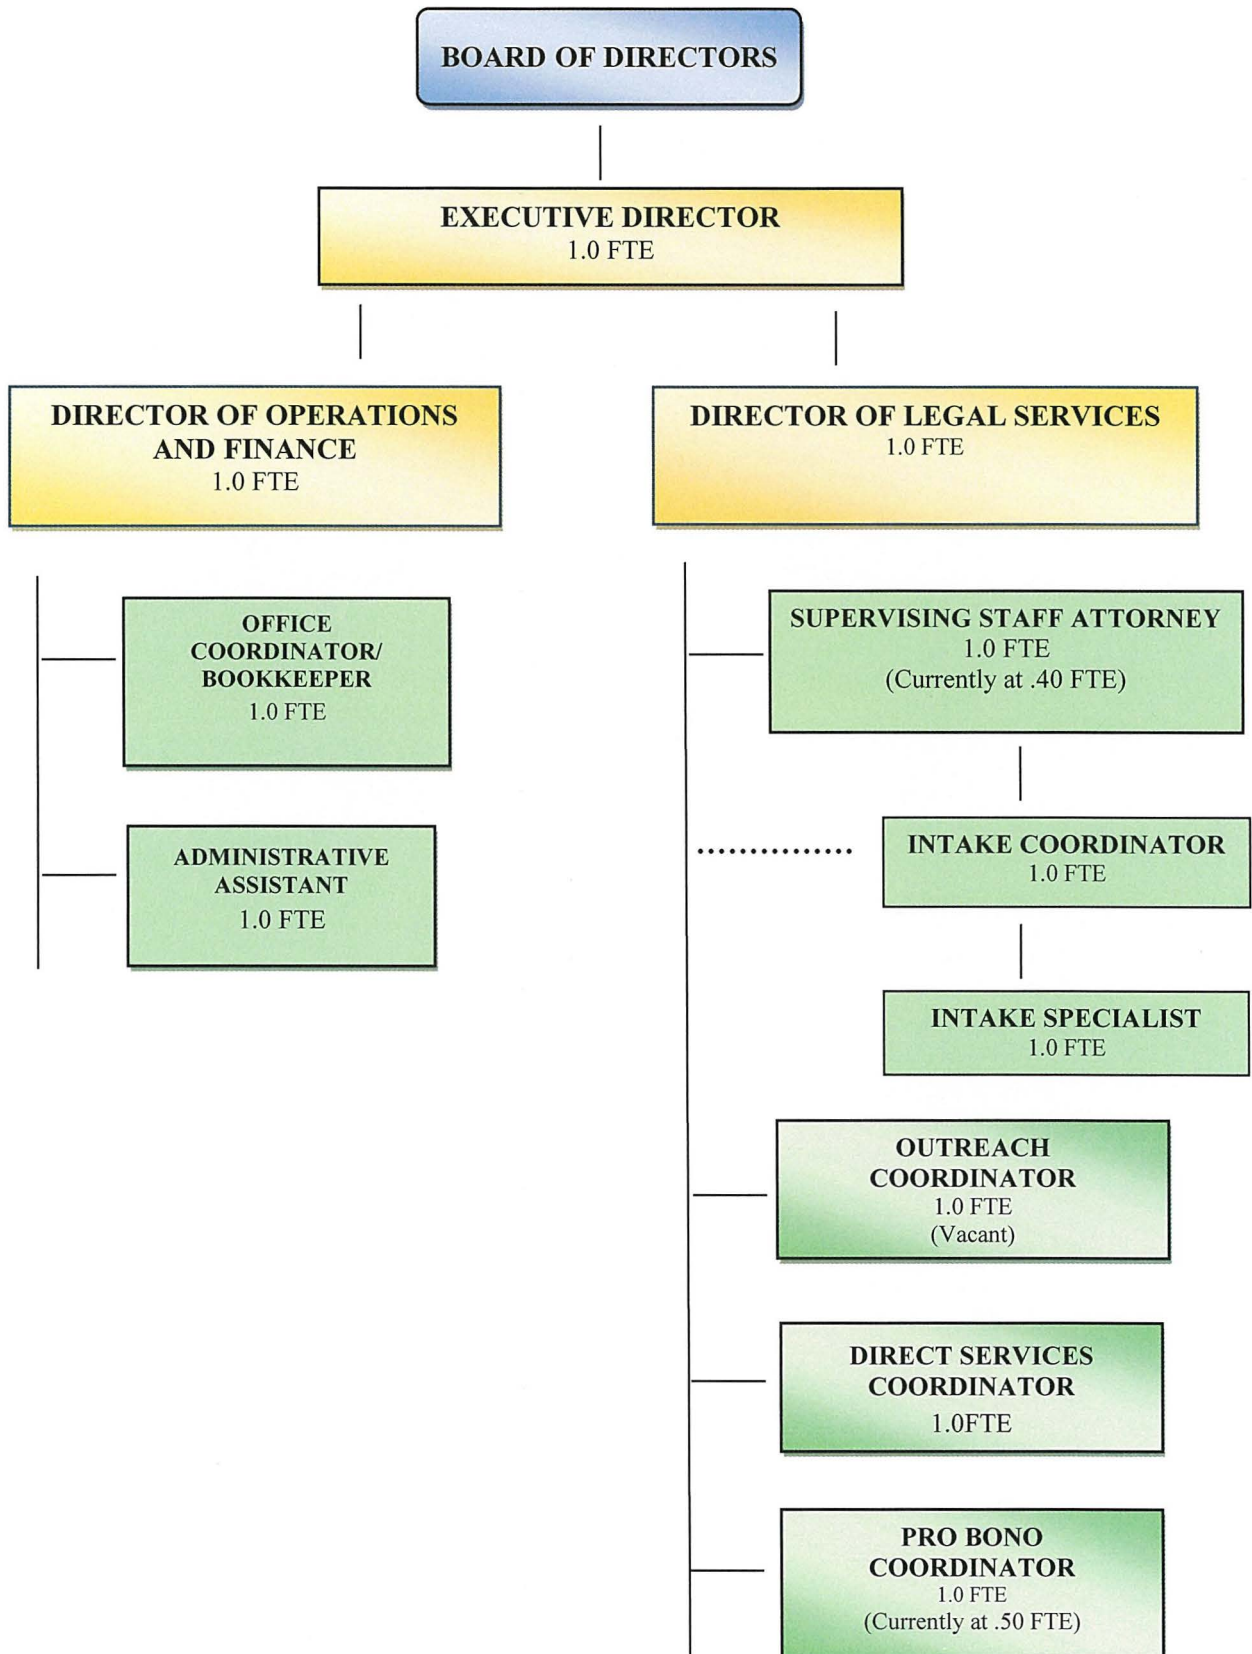 BOARD OF DIRECTORS
EXECUTIVE DIRECTOR
1.0 FTE
DIRECTOR OF OPERATIONS
AND FINANCE
1.0 FTE
OFFICE
COORDINATOR/
BOOKKEEPER
1.0 FTE
ADMINISTRATIVE
ASSISTANT
1.0 FTE
DIRECTOR OF LEGAL SERVICES
1.0 FTE
SUPERVISING STAFF ATTORNEY
1.0 FTE
(Currently at .40 FTE)
INTAKE COORDINATOR
1.0 FTE
INTAKE SPECIALIST
1.0 FTE
OUTREACH
COORDINATOR
1.0 FTE
(Vacant)
DIRECT SERVICES
COORDINATOR
1.0FTE
PRO BONO
COORDINATOR
1.0 FTE
(Currently at .50 FTE)